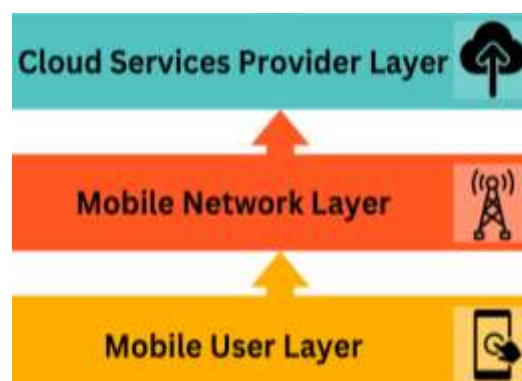 Cloud Services Provider Layer
Mobile Network Layer
Mobile User Layer